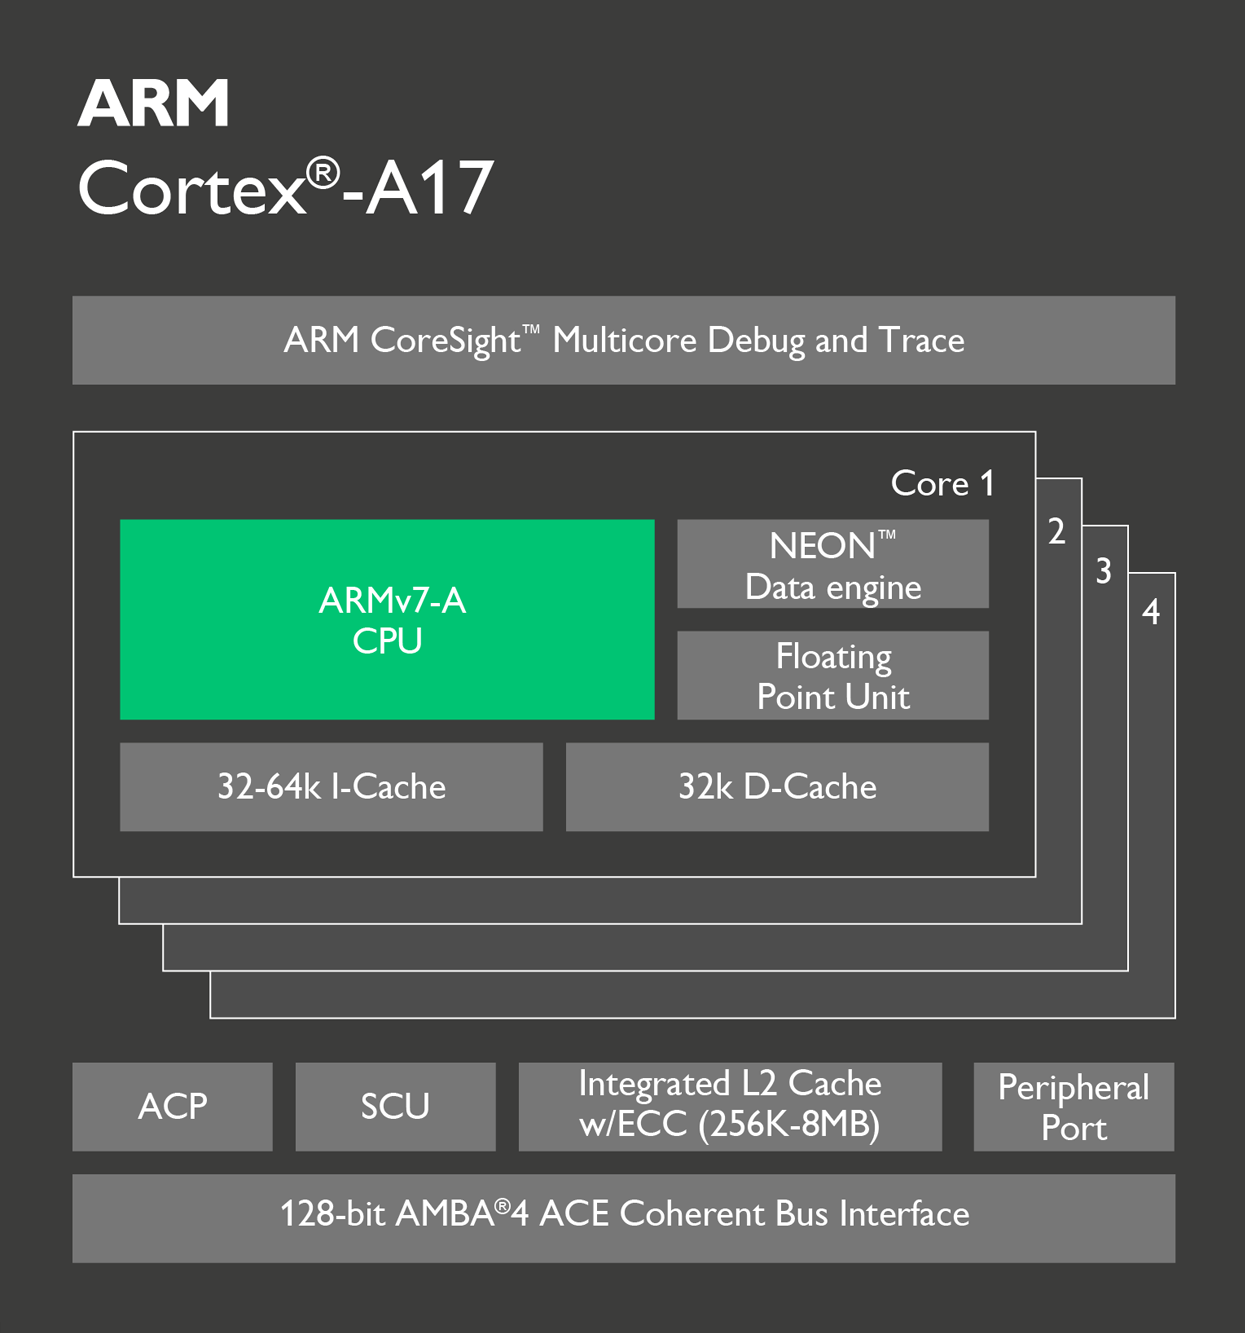 ARM
Cortex®-A17
ARM CoreSight™ Multicore Debug and Trace
Core 1
2
3
4
ARMv7-A
CPU
NEON™
Data engine
Floating
Point Unit
32-64k I-Cache
32k D-Cache
ACP
SCU
Integrated L2 Cache
w/ECC (256K-8MB)
Peripheral
Port
128-bit AMBA®4 ACE Coherent Bus Interface